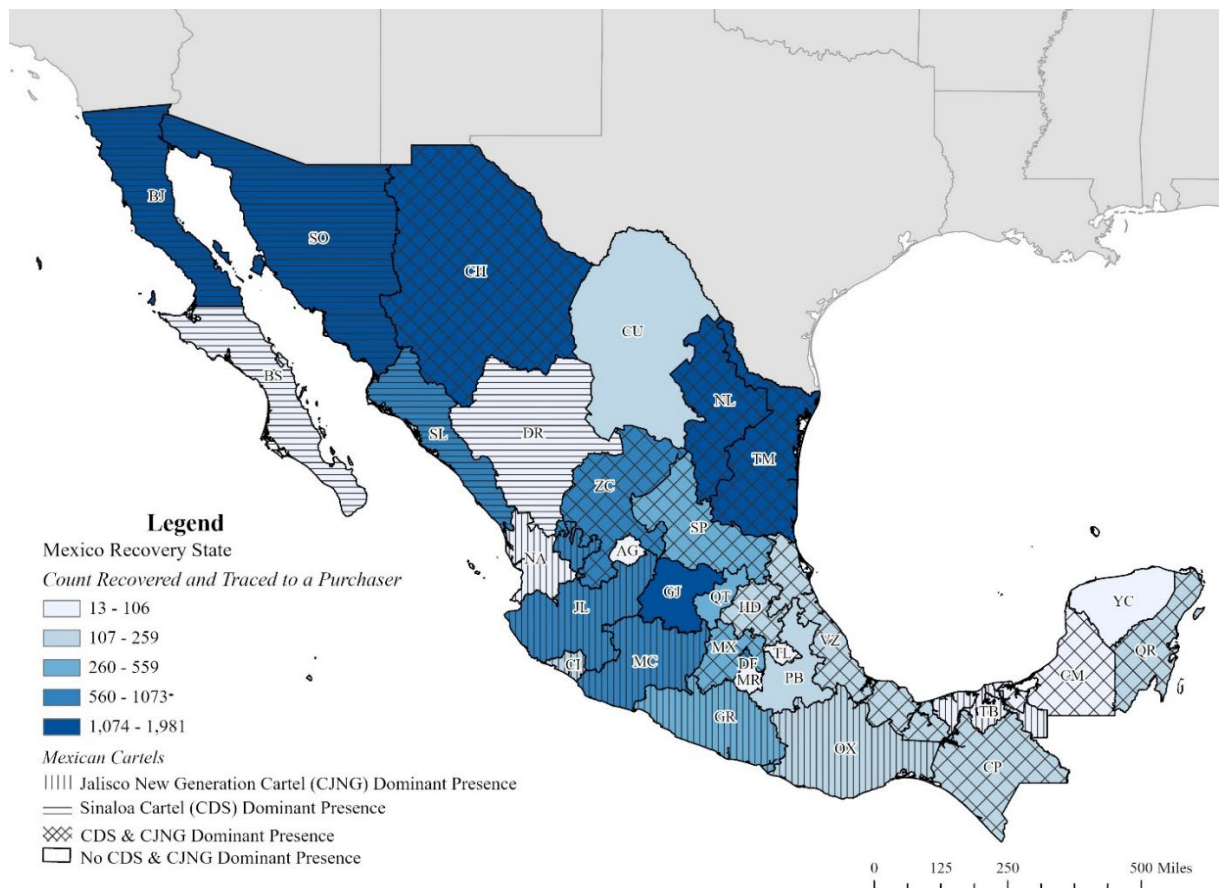 BJ
SO
CH
CU
BS
NL
SL
DR
TM
ZC
SP
NA
AG
GJ
QT
JL
HD
YC
VZ
MX
DF
TL
QR
MC
CL
MR
PB
CM
GR
TB
OX
CP
Legend
Mexico Recovery State
Count Recovered and Traced to a Purchaser
13 - 106
107 - 259
260 - 559
560 - 1073
1,074 - 1,981
Mexican Cartels
Jalisco New Generation Cartel (CJNG) Dominant Presence
Sinaloa Cartel (CDS) Dominant Presence
CDS & CJNG Dominant Presence
No CDS & CJNG Dominant Presence
0 125 250 500 Miles